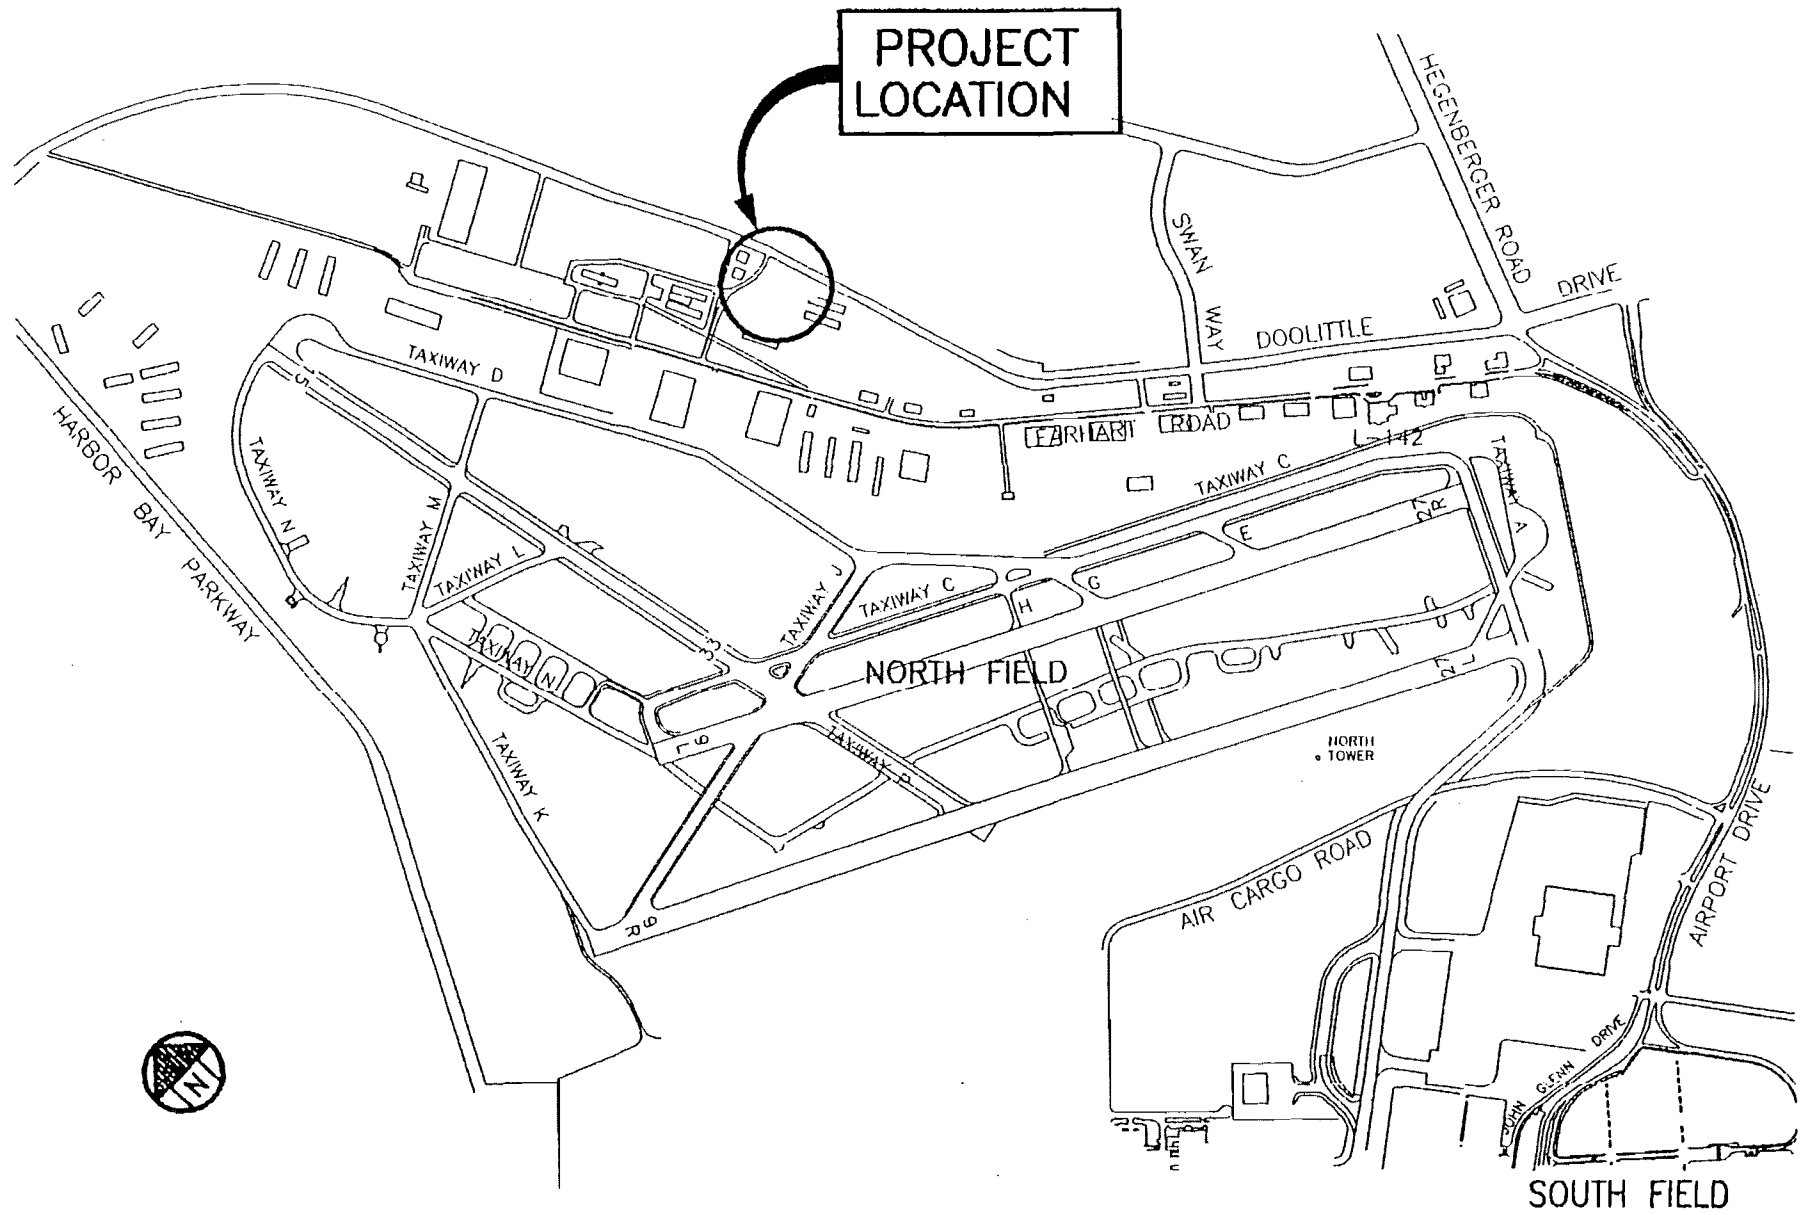 PROJECT
LOCATION
HEGENBERGER ROAD
SWAN WAY
DOOLITTLE DRIVE
TAXIWAY D
15
EARHART ROAD
L-142
TAXIWAY C
TAXIWAY A
27
R
E
G
H
TAXIWAY C
TAXIWAY J
HARBOR BAY PARKWAY
TAXIWAY N
TAXIWAY M
TAXIWAY L
TAXIWAY N
33
NORTH FIELD
27
L
9
L
TAXIWAY K
NORTH
TOWER
9
R
AIR CARGO ROAD
AIRPORT DRIVE
JOHN GLENN DRIVE
N
SOUTH FIELD